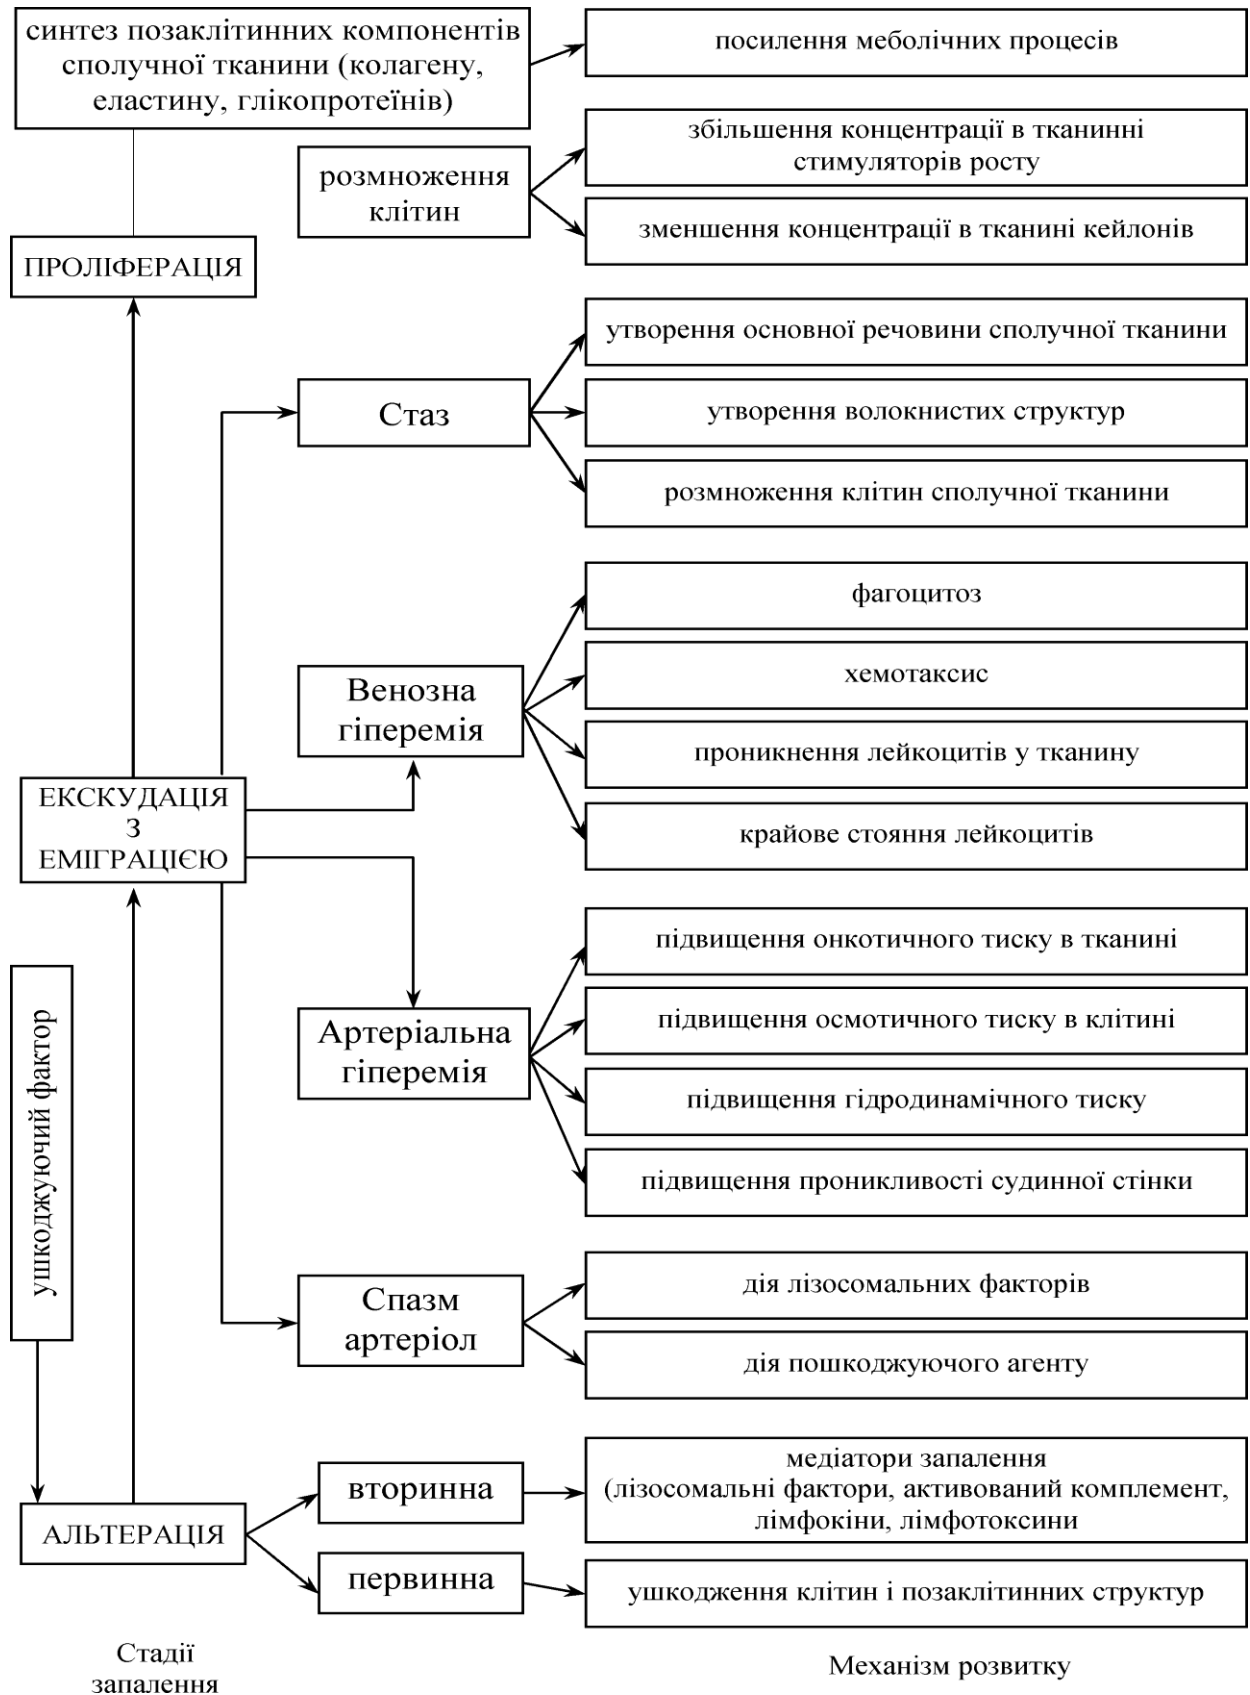 синтез позаклітинних компонентів
сполучної тканини (колагену,
еластину, глікопротеїнів)
посилення меболічних процесів
збільшення концентрації в тканинні
стимуляторів росту
розмноження
клітин
зменшення концентрації в тканині кейлонів
ПРОЛІФЕРАЦІЯ
утворення основної речовини сполучної тканини
Стаз
утворення волокнистих структур
розмноження клітин сполучної тканини
фагоцитоз
Венозна
гіперемія
хемотаксис
проникнення лейкоцитів у тканину
ЕКСКУДАЦІЯ
З
ЕМІГРАЦІЄЮ
крайове стояння лейкоцитів
підвищення онкотичного тиску в тканині
ушкоджуючий фактор
Артеріальна
гіперемія
підвищення осмотичного тиску в клітині
підвищення гідродинамічного тиску
підвищення проникливості судинної стінки
Спазм
артеріол
дія лізосомальних факторів
дія пошкоджуючого агенту
АЛЬТЕРАЦІЯ
вторинна
медіатори запалення
(лізосомальні фактори, активований комплемент,
лімфокіни, лімфотоксини
первинна
ушкодження клітин і позаклітинних структур
Стадії
запалення
Механізм розвитку